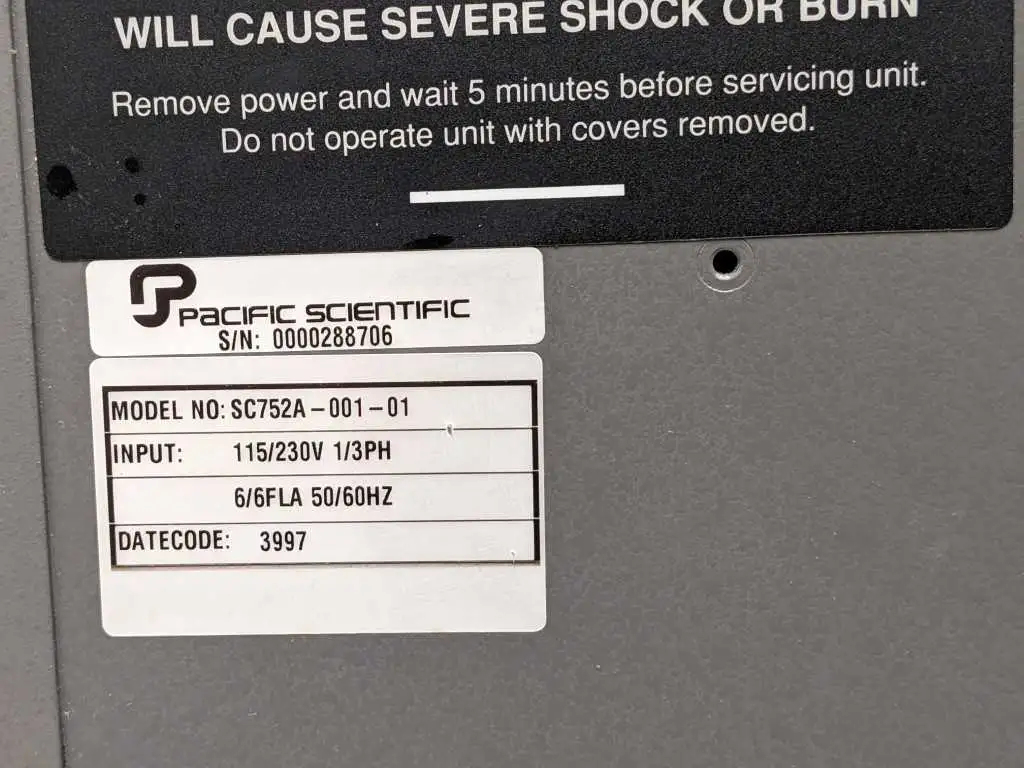 WILL CAUSE SEVERE SHOCK OR BURN
Remove power and wait 5 minutes before servicing unit.
Do not operate unit with covers removed.
PACIFIC SCIENTIFIC
S/N: 0000288706
MODEL NO: SC752A-001-01
INPUT: 115/230V 1/3PH
6/6FLA 50/60HZ
DATECODE: 3997